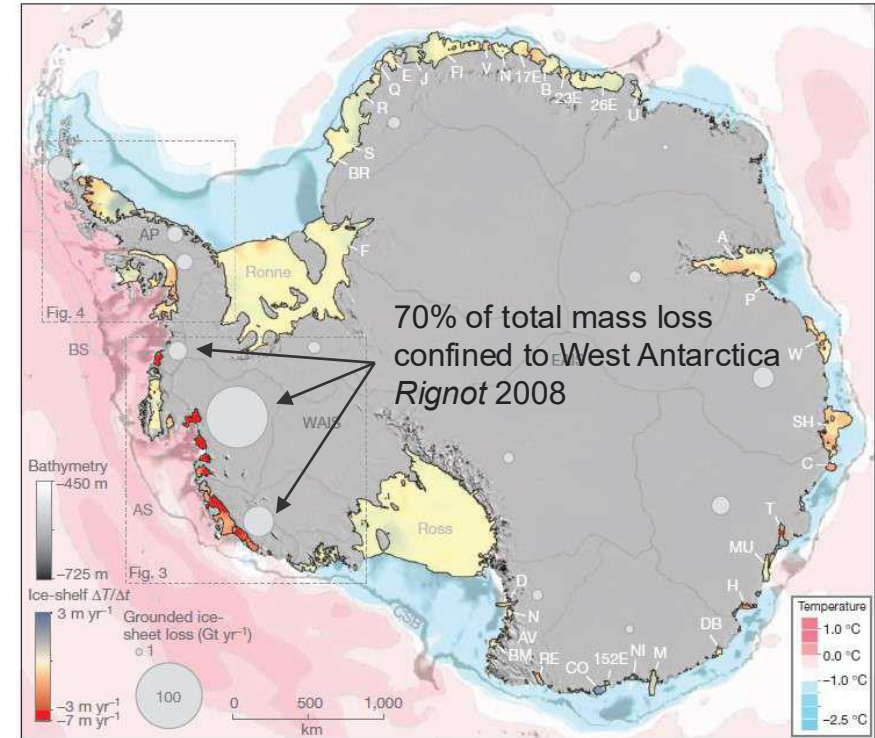 E
J
FI
V
N
17E
Q
B
23E
26E
R
U
S
BR
AP
A
F
Ronne
P
Fig. 4
70% of total mass loss
confined to West Antarctica
Rignot 2008
BS
EAIS
W
WAIS
SH
Bathymetry
−450 m
C
AS
T
Ross
MU
−725 m
Fig. 3
Ice-shelf ΔT/Δt
3 m yr⁻¹
Grounded ice-
sheet loss (Gt yr⁻¹)
1
100
−3 m yr⁻¹
−7 m yr⁻¹
0 500 1,000
km
CSB
D
N
AV
BM
RE
CO
152E
NI
M
DB
H
Temperature
1.0 °C
0.0 °C
−1.0 °C
−2.5 °C